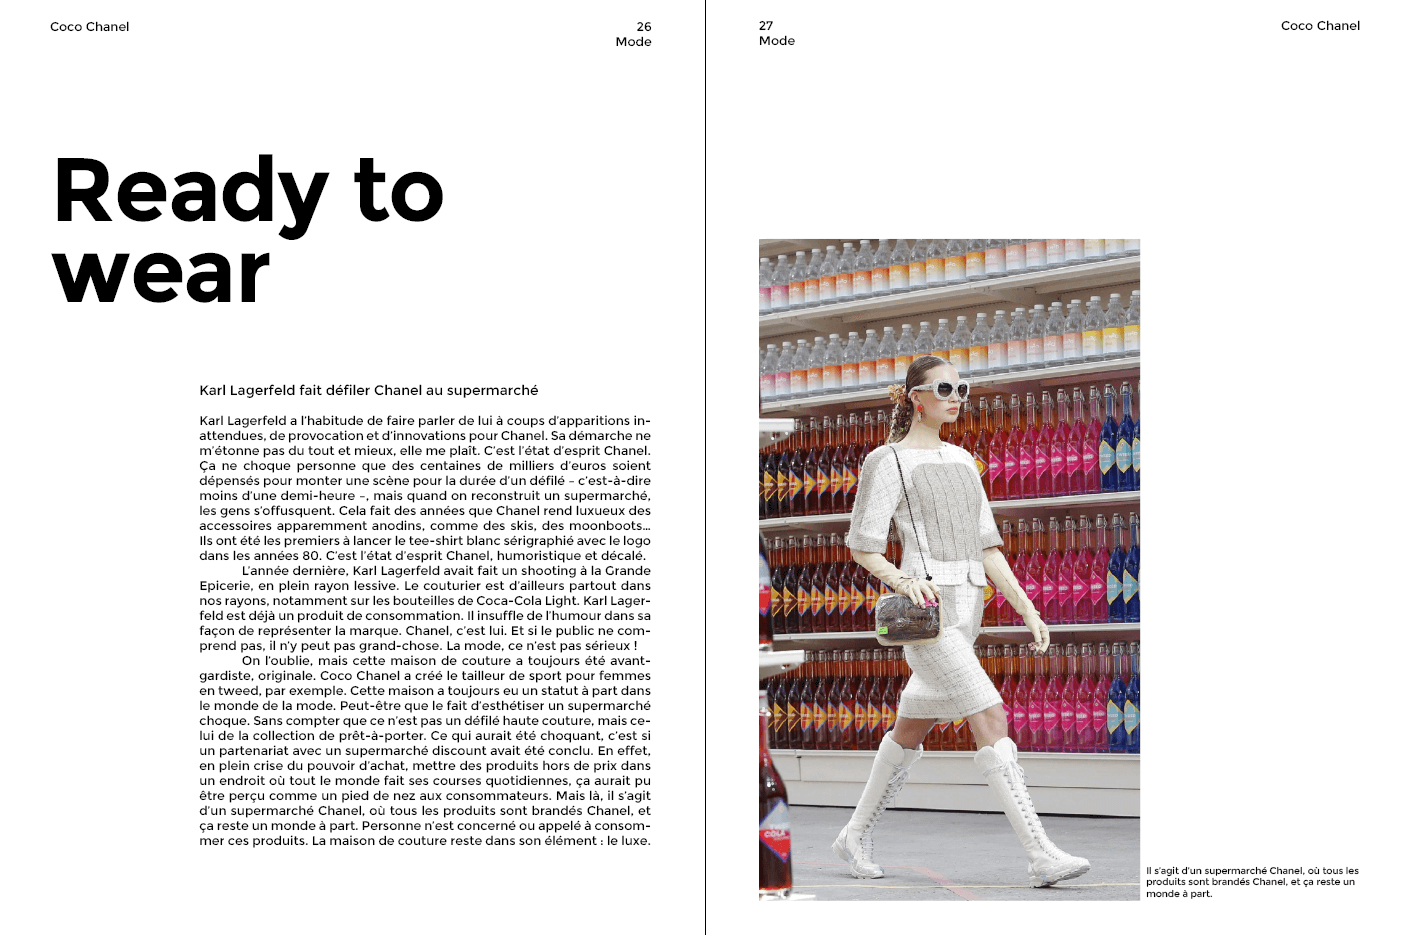 Coco Chanel
26
Mode
Ready to
wear
Karl Lagerfeld fait défiler Chanel au supermarché
Karl Lagerfeld a l'habitude de faire parler de lui à coups d'apparitions in-
attendues, de provocation et d'innovations pour Chanel. Sa démarche ne
m'étonne pas du tout et mieux, elle me plaît. C'est l'état d'esprit Chanel.
Ça ne choque personne que des centaines de milliers d'euros soient
dépensés pour monter une scène pour la durée d'un défilé – c'est-à-dire
moins d'une demi-heure –, mais quand on reconstruit un supermarché,
les gens s'offusquent. Cela fait des années que Chanel rend luxueux des
accessoires apparemment anodins, comme des skis, des moonboots...
Ils ont été les premiers à lancer le tee-shirt blanc sérigraphié avec le logo
dans les années 80. C'est l'état d'esprit Chanel, humoristique et décalé.
L'année dernière, Karl Lagerfeld avait fait un shooting à la Grande
Epicerie, en plein rayon lessive. Le couturier est d'ailleurs partout dans
nos rayons, notamment sur les bouteilles de Coca-Cola Light. Karl Lager-
feld est déjà un produit de consommation. Il insuffle de l'humour dans sa
façon de représenter la marque. Chanel, c'est lui. Et si le public ne com-
prend pas, il n'y peut pas grand-chose. La mode, ce n'est pas sérieux !
On l'oublie, mais cette maison de couture a toujours été avant-
gardiste, originale. Coco Chanel a créé le tailleur de sport pour femmes
en tweed, par exemple. Cette maison a toujours eu un statut à part dans
le monde de la mode. Peut-être que le fait d'esthétiser un supermarché
choque. Sans compter que ce n'est pas un défilé haute couture, mais ce-
lui de la collection de prêt-à-porter. Ce qui aurait été choquant, c'est si
un partenariat avec un supermarché discount avait été conclu. En effet,
en plein crise du pouvoir d'achat, mettre des produits hors de prix dans
un endroit où tout le monde fait ses courses quotidiennes, ça aurait pu
être perçu comme un pied de nez aux consommateurs. Mais là, il s'agit
d'un supermarché Chanel, où tous les produits sont brandés Chanel, et
ça reste un monde à part. Personne n'est concerné ou appelé à consom-
mer ces produits. La maison de couture reste dans son élément : le luxe.
27
Mode
Coco Chanel
COLA
Il s'agit d'un supermarché Chanel, où tous les
produits sont brandés Chanel, et ça reste un
monde à part.